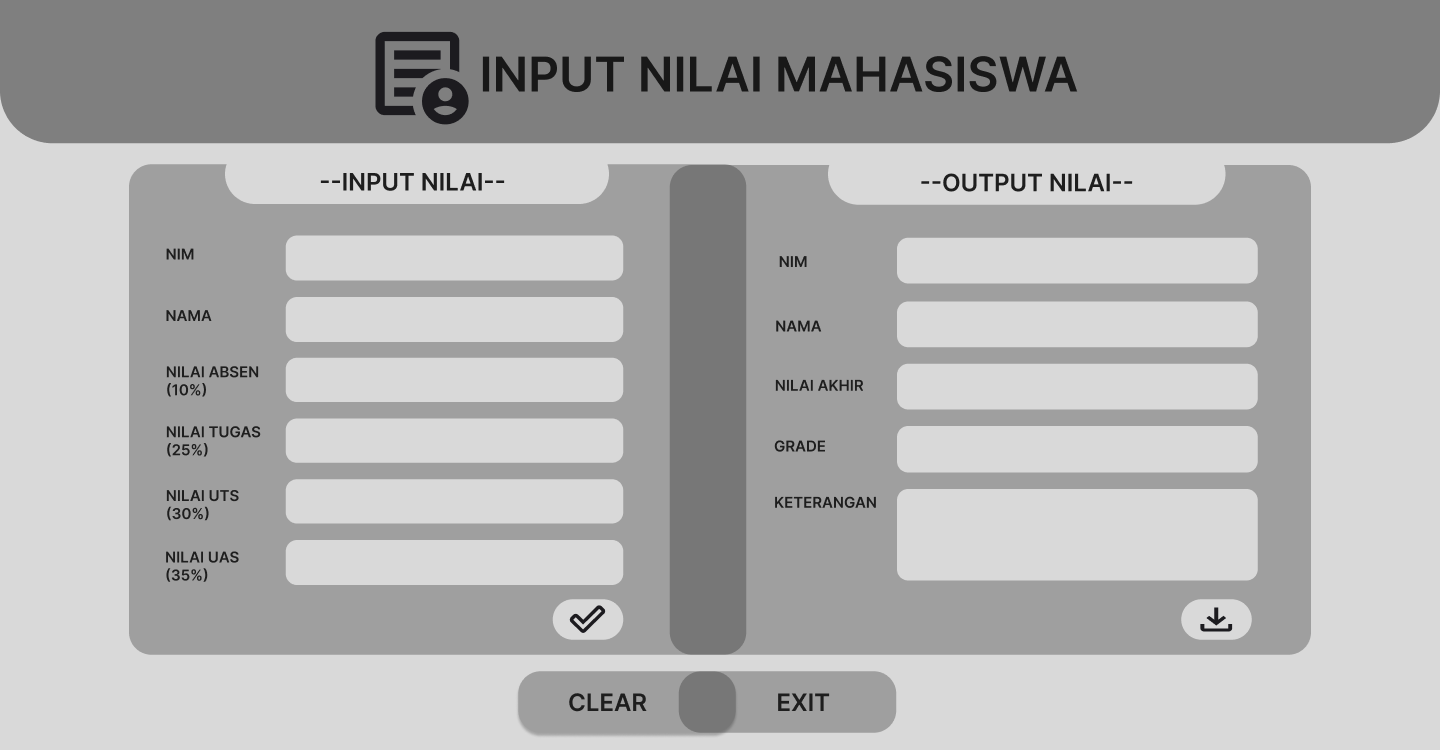 INPUT NILAI MAHASISWA
--INPUT NILAI--
NIM
NAMA
NILAI ABSEN
(10%)
NILAI TUGAS
(25%)
NILAI UTS
(30%)
NILAI UAS
(35%)
--OUTPUT NILAI--
NIM
NAMA
NILAI AKHIR
GRADE
KETERANGAN
CLEAR
EXIT